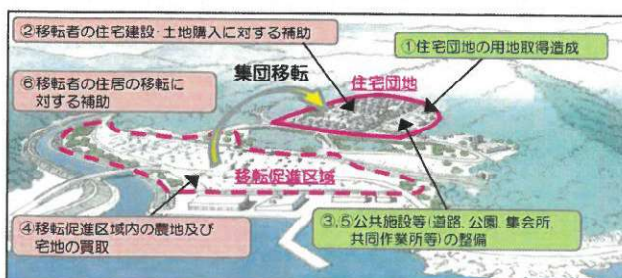 ②移転者の住宅建設・土地購入に対する補助
①住宅団地の用地取得造成
⑥移転者の住居の移転に
対する補助
集団移転
住宅団地
移転促進区域
④移転促進区域内の農地及び
宅地の買取
③,⑤公共施設等(道路、公園、集会所
共同作業所等)の整備